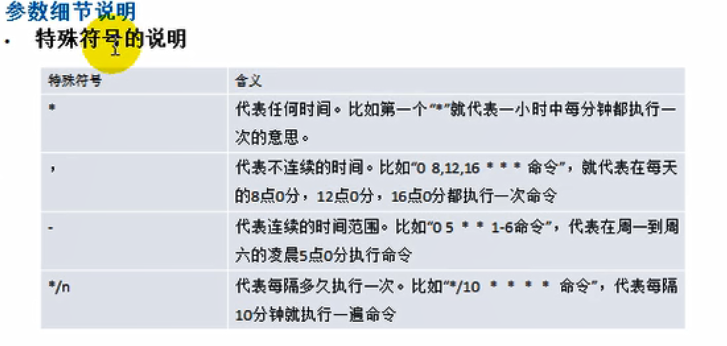 参数细节说明
• 特殊符号的说明
特殊符号 含义
* 代表任何时间。比如第一个“*”就代表一小时中每分钟都执行一
次的意思。
, 代表不连续的时间。比如“0 8,12,16 * * * 命令”，就代表在每天
的8点0分，12点0分，16点0分都执行一次命令
- 代表连续的时间范围。比如“0 5 * * 1-6命令”，代表在周一到周
六的凌晨5点0分执行命令
*/n 代表每隔多久执行一次。比如“*/10 * * * * 命令”，代表每隔
10分钟就执行一遍命令